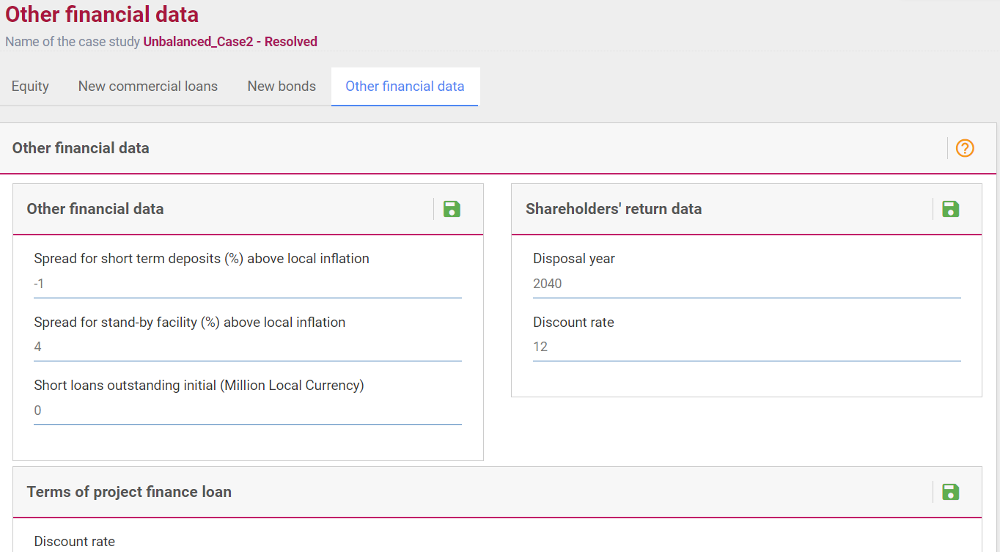 Other financial data
Name of the case study Unbalanced_Case2 - Resolved
Equity New commercial loans New bonds Other financial data
Other financial data
Other financial data
Spread for short term deposits (%) above local inflation
-1
Spread for stand-by facility (%) above local inflation
4
Short loans outstanding initial (Million Local Currency)
0
Shareholders' return data
Disposal year
2040
Discount rate
12
Terms of project finance loan
Discount rate